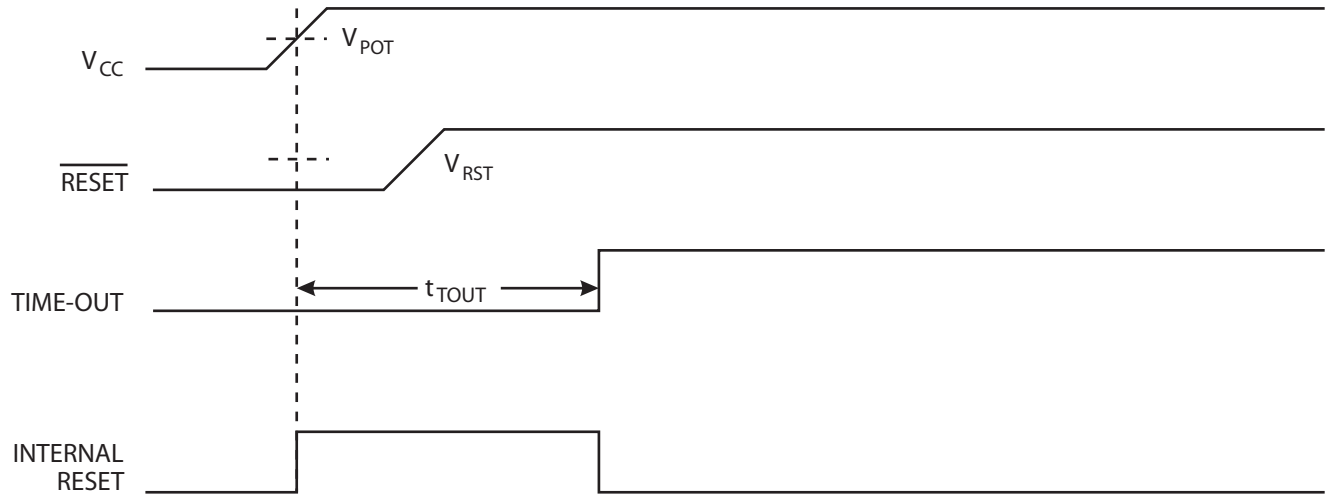 V_POT
V_CC
V_RST
RESET
t_TOUT
TIME-OUT
INTERNAL
RESET